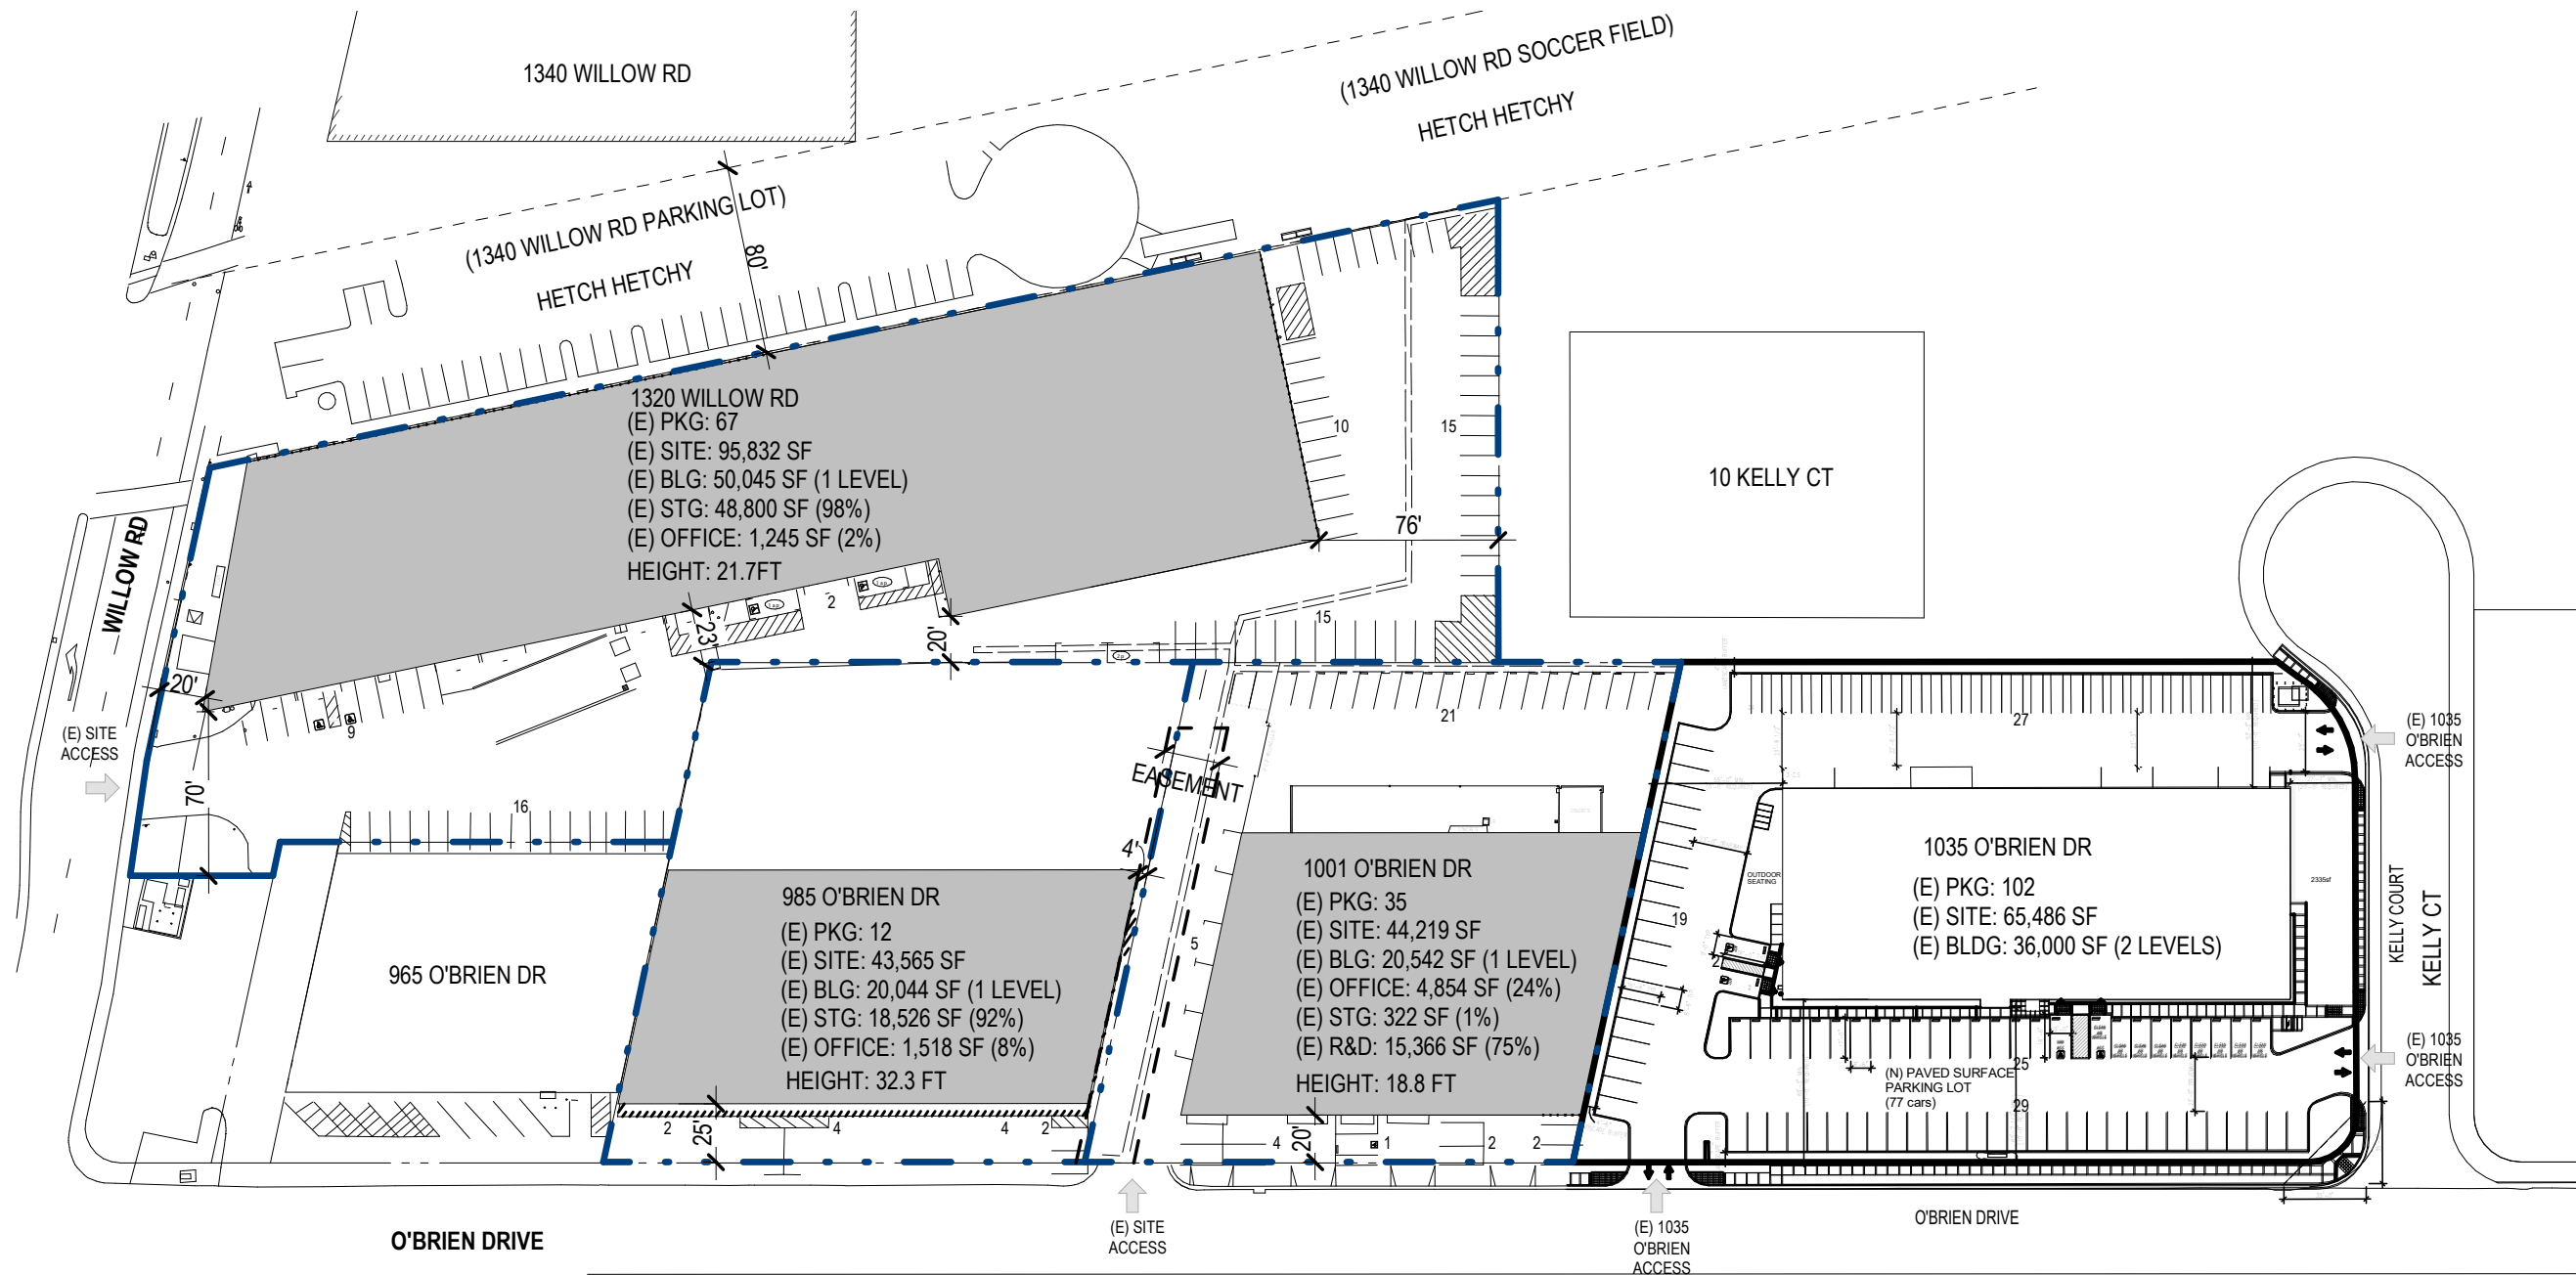 1340 WILLOW RD
(1340 WILLOW RD SOCCER FIELD)
HETCH HETCHY
(1340 WILLOW RD PARKING LOT)
HETCH HETCHY
80'
1320 WILLOW RD
(E) PKG: 67
(E) SITE: 95,832 SF
(E) BLG: 50,045 SF (1 LEVEL)
(E) STG: 48,800 SF (98%)
(E) OFFICE: 1,245 SF (2%)
HEIGHT: 21.7FT
10
15
76'
10 KELLY CT
WILLOW RD
2
15
23'
20'
20'
(E) SITE
ACCESS
9
70'
16
21
27
(E) 1035
O'BRIEN
ACCESS
EASEMENT
4'
965 O'BRIEN DR
985 O'BRIEN DR
(E) PKG: 12
(E) SITE: 43,565 SF
(E) BLG: 20,044 SF (1 LEVEL)
(E) STG: 18,526 SF (92%)
(E) OFFICE: 1,518 SF (8%)
HEIGHT: 32.3 FT
5
1001 O'BRIEN DR
(E) PKG: 35
(E) SITE: 44,219 SF
(E) BLG: 20,542 SF (1 LEVEL)
(E) OFFICE: 4,854 SF (24%)
(E) STG: 322 SF (1%)
(E) R&D: 15,366 SF (75%)
HEIGHT: 18.8 FT
19
2
OUTDOOR
SEATING
1035 O'BRIEN DR
(E) PKG: 102
(E) SITE: 65,486 SF
(E) BLDG: 36,000 SF (2 LEVELS)
2335sf
KELLY COURT
KELLY CT
(E) 1035
O'BRIEN
ACCESS
25
(N) PAVED SURFACE
PARKING LOT
(77 cars)
29
2
25'
4
4
2
4
20'
1
2
2
O'BRIEN DRIVE
(E) SITE
ACCESS
(E) 1035
O'BRIEN
ACCESS
O'BRIEN DRIVE